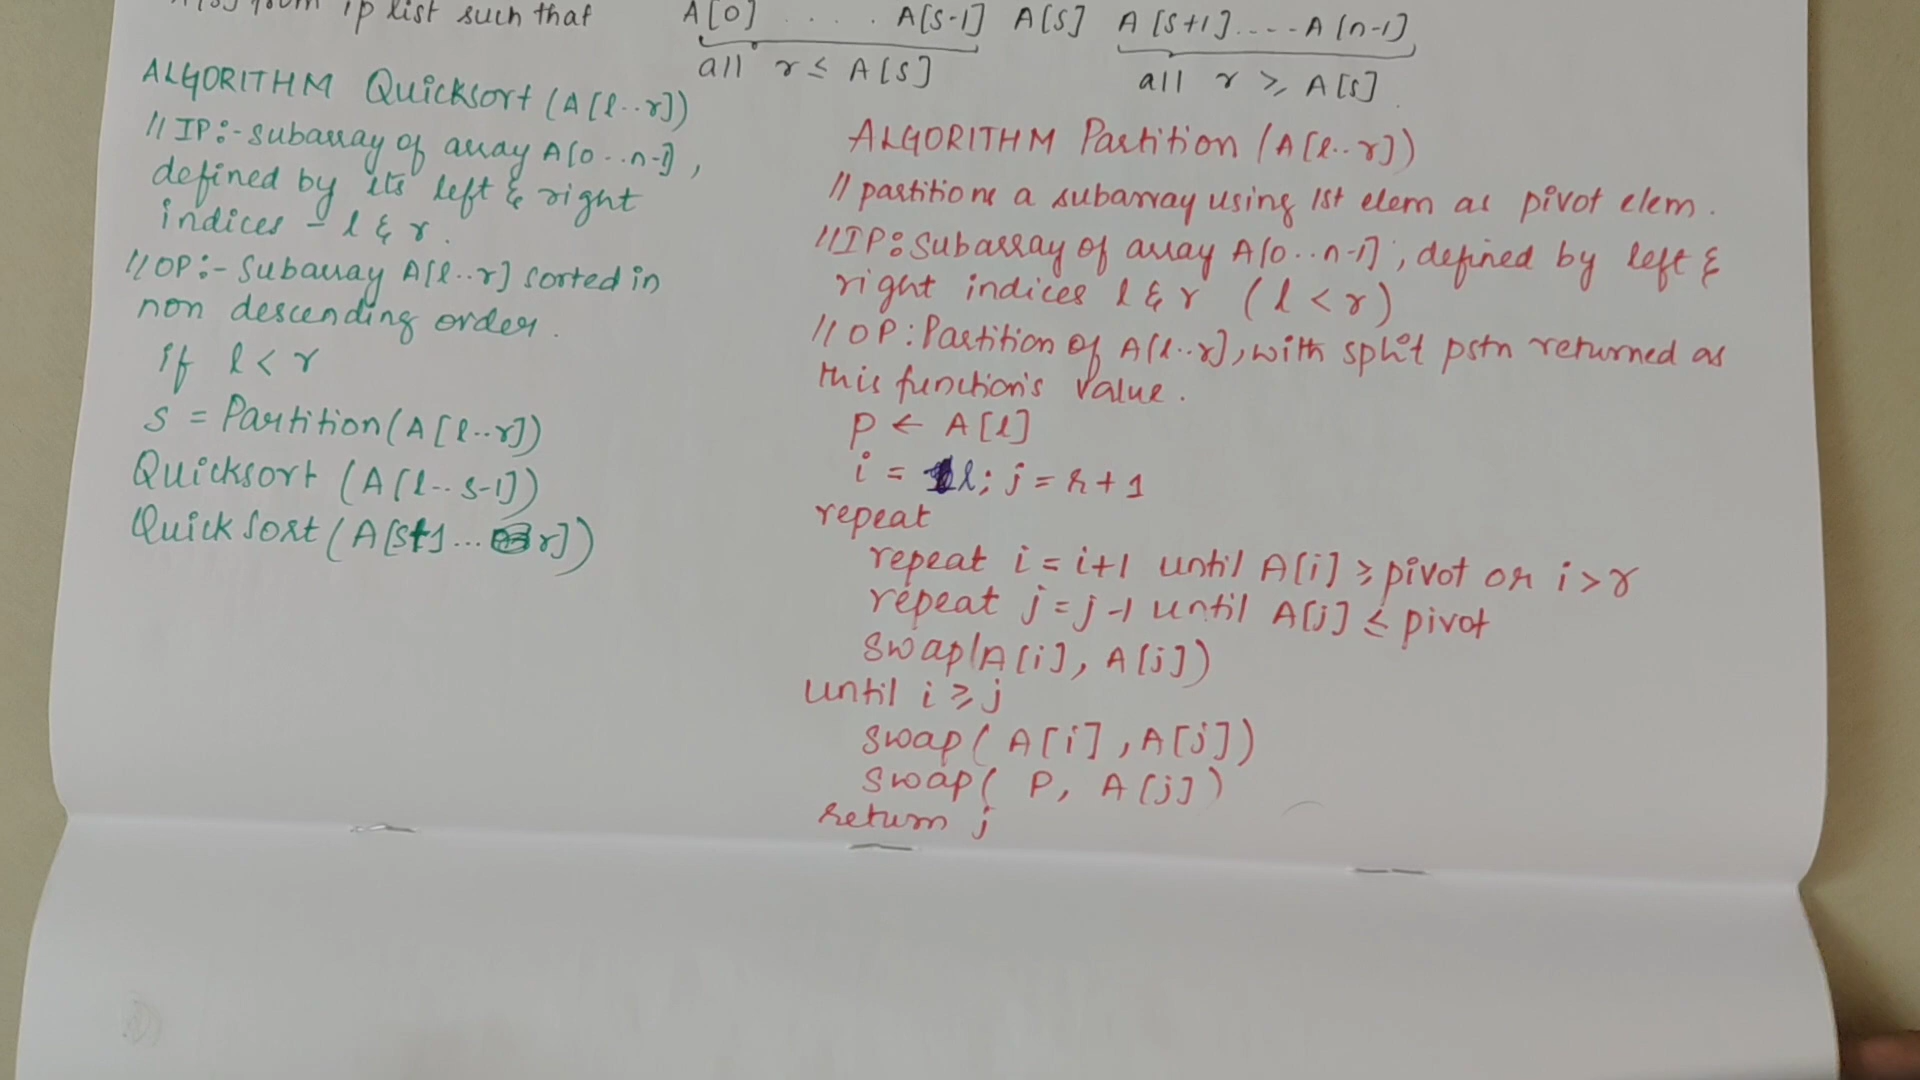 ip list such that A[0] . . . . A[s-1] A[s] A[s+1]....A[n-1]
all r ≤ A[s] all r ≥ A[s].
ALGORITHM Quicksort (A[l..r])
// IP:- subarray of array A[0..n-1],
defined by its left & right
indices - l & r.
// OP:- Subarray A[l..r] sorted in
non descending order.
if l < r
s = Partition(A[l..r])
Quicksort (A[l..s-1])
QuickSort (A[s+1...r])
ALGORITHM Partition (A[l..r])
// partitions a subarray using 1st elem as pivot elem.
// IP: Subarray of array A[0..n-1], defined by left &
right indices l & r (l < r)
// OP: Partition of A[l..r], with split pstn returned as
this function's value.
P ← A[l]
i = l; j = r+1
repeat
repeat i = i+1 until A[i] ≥ pivot or i > r
repeat j = j-1 until A[j] ≤ pivot
swap(A[i], A[j])
until i ≥ j
swap( A[i], A[j])
swap( P, A[j])
return j